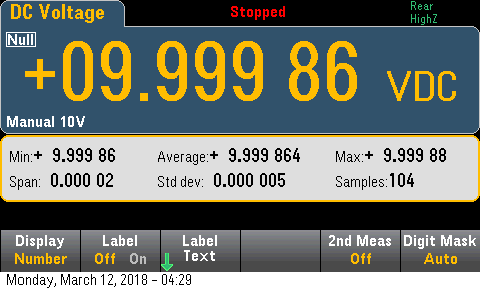 DC Voltage Stopped Rear
HighZ
Null
+09.999 86 VDC
Manual 10V
Min:+ 9.999 86 Average:+ 9.999 864 Max:+ 9.999 88
Span: 0.000 02 Std dev: 0.000 005 Samples:104
Display Label Label 2nd Meas Digit Mask
Number Off On Text Off Auto
Monday, March 12, 2018 - 04:29